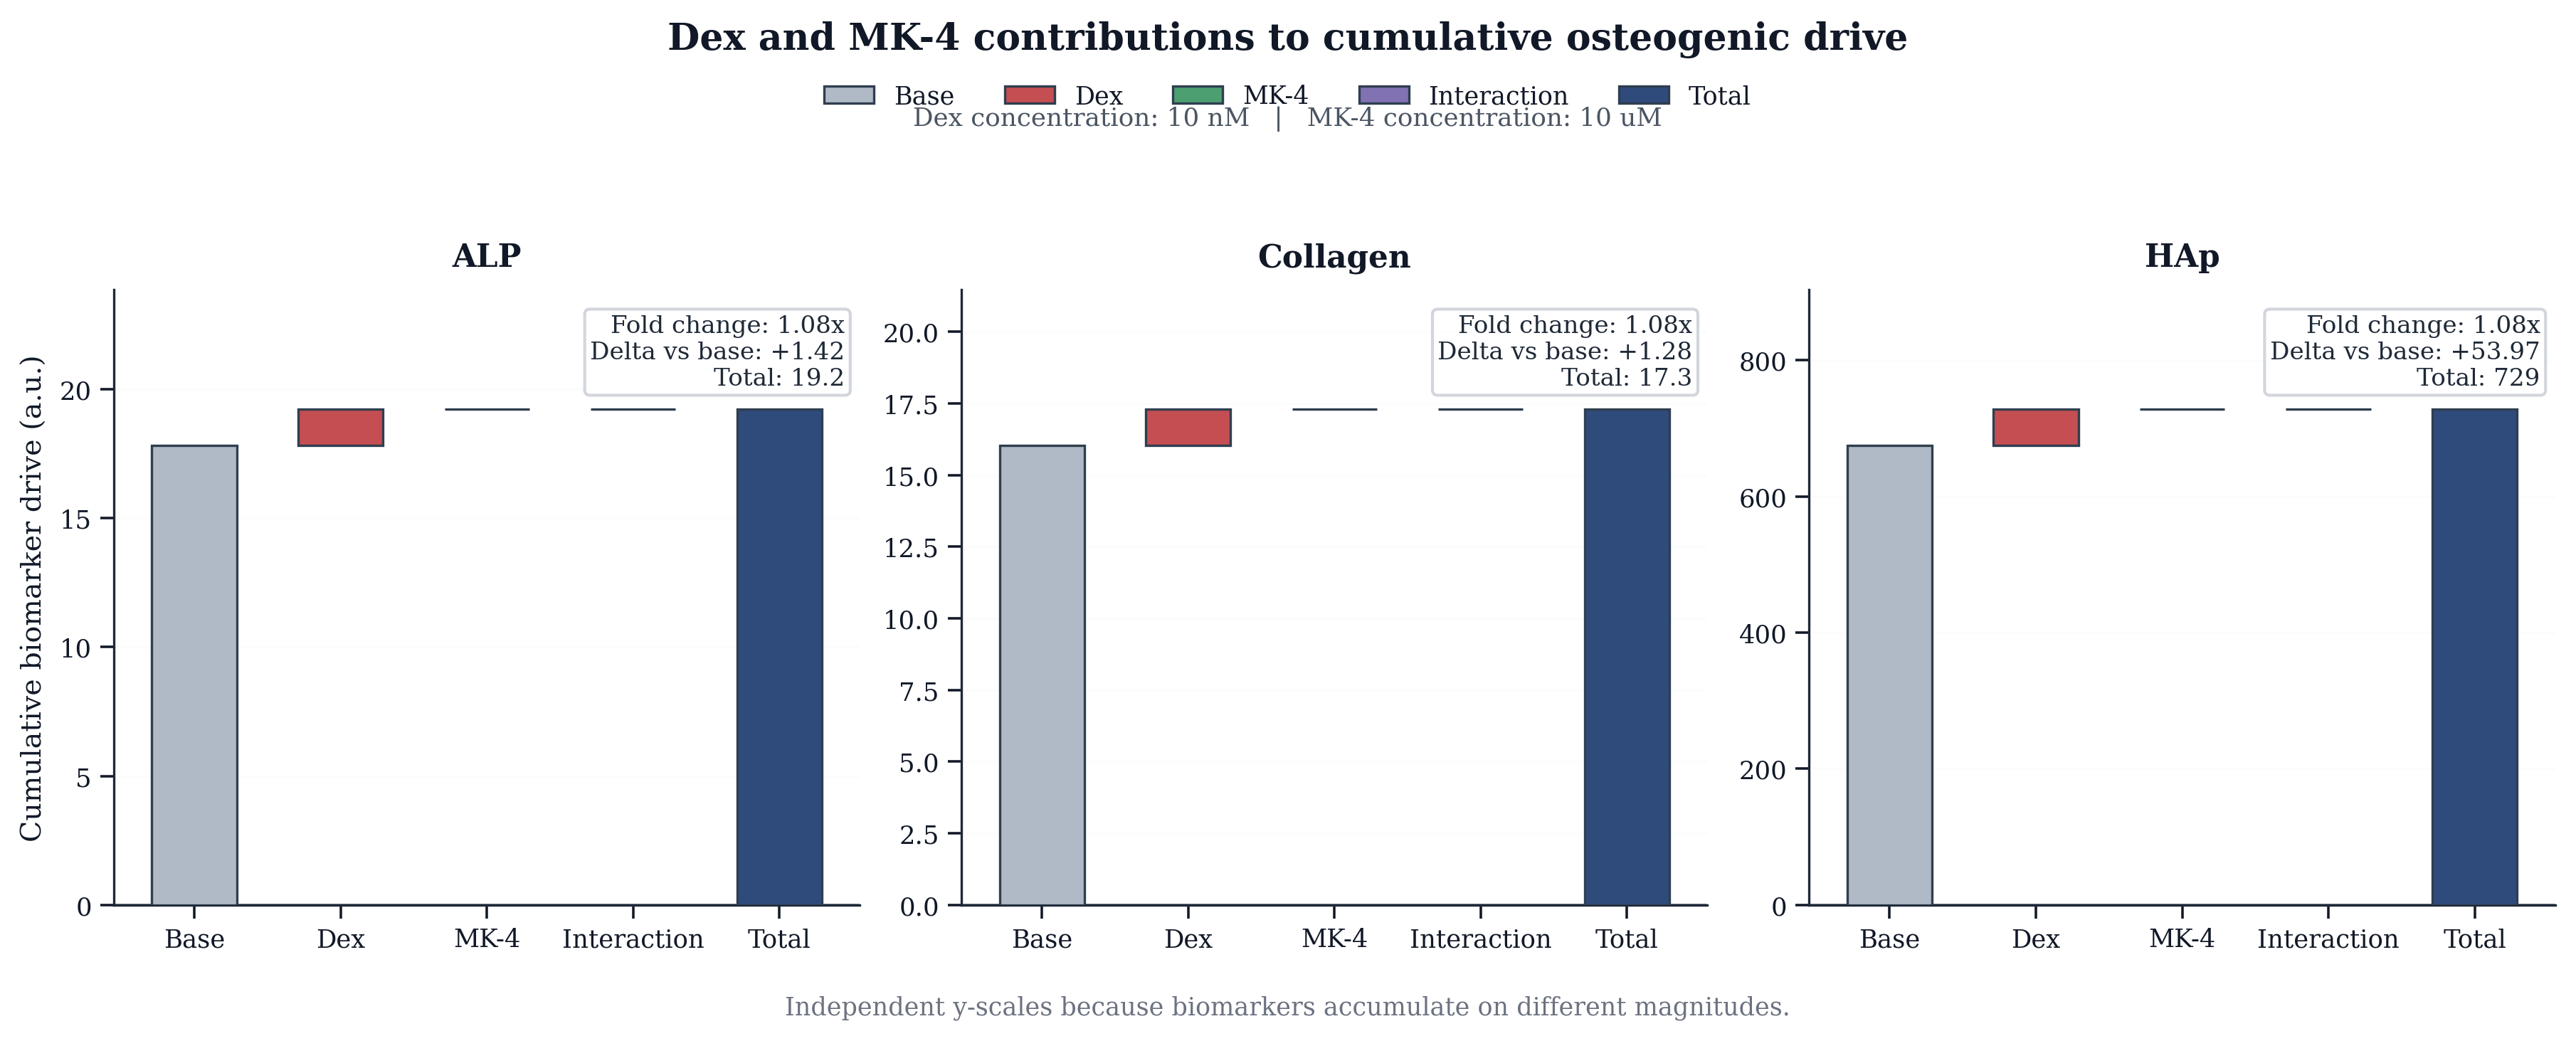 Dex and MK-4 contributions to cumulative osteogenic drive
Base Dex MK-4 Interaction Total
Dex concentration: 10 nM | MK-4 concentration: 10 uM
ALP
Cumulative biomarker drive (a.u.)
20
15
10
5
0
Fold change: 1.08x
Delta vs base: +1.42
Total: 19.2
Base Dex MK-4 Interaction Total
Collagen
20.0
17.5
15.0
12.5
10.0
7.5
5.0
2.5
0.0
Fold change: 1.08x
Delta vs base: +1.28
Total: 17.3
Base Dex MK-4 Interaction Total
HAp
800
600
400
200
0
Fold change: 1.08x
Delta vs base: +53.97
Total: 729
Base Dex MK-4 Interaction Total
Independent y-scales because biomarkers accumulate on different magnitudes.